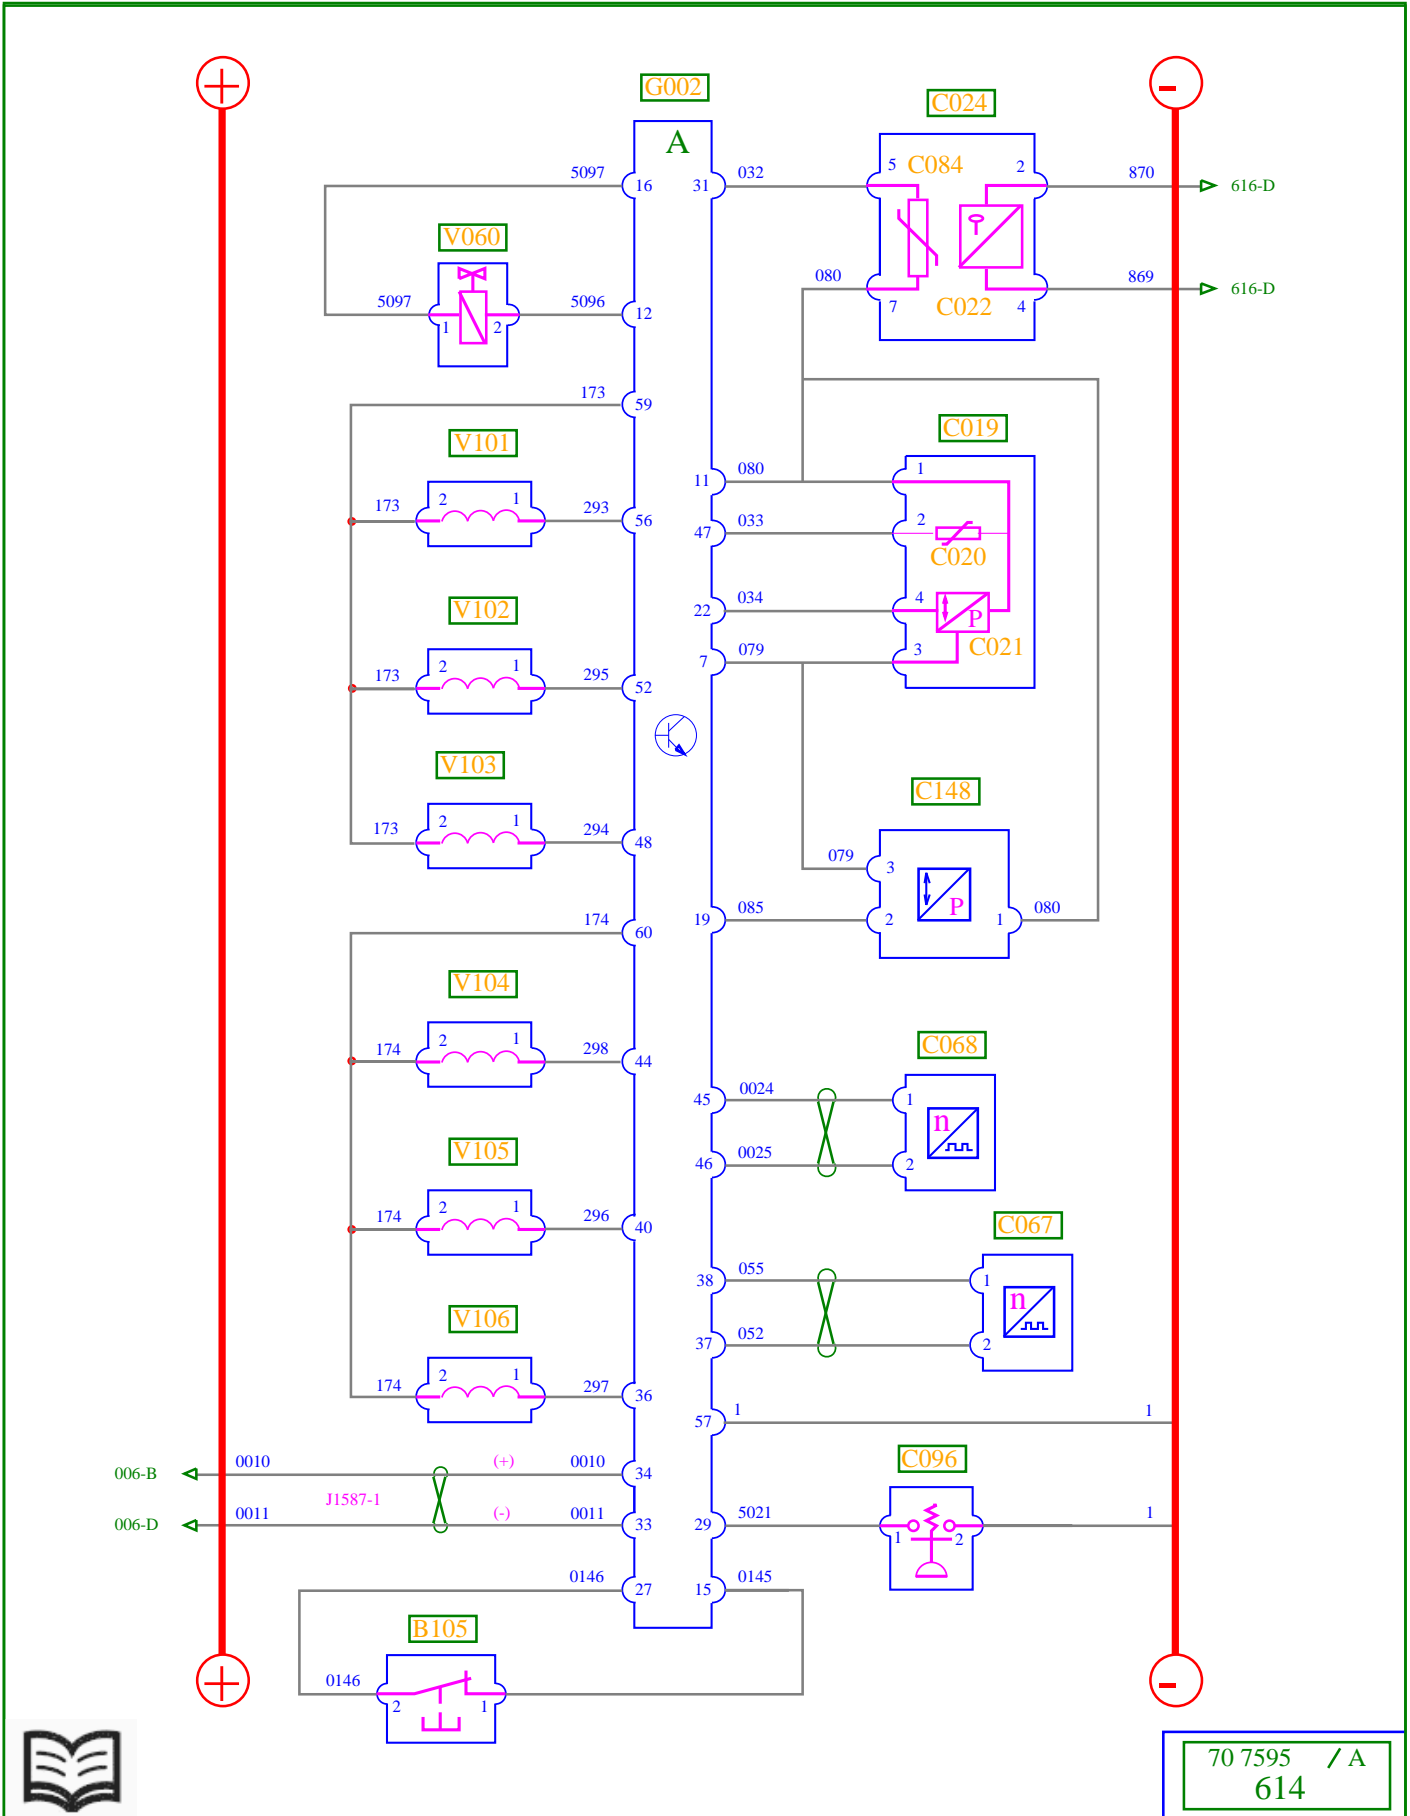 G002
C024
A
5097 16 31 032 5 C084 2 870 616-D
V060
080 7 C022 4 869 616-D
5097 1 2 5096 12
173 59
V101
C019
173 2 1 293 56
11 080 1
47 033 2
C020
V102
22 034 4 P
C021
173 2 1 295 52
7 079 3
V103
C148
173 2 1 294 48
079 3 P
174 60 19 085 2 1 080
V104
C068
174 2 1 298 44
45 0024 1
n
46 0025 2
V105
174 2 1 296 40
C067
38 055 1
n
37 052 2
V106
174 2 1 297 36
57 1 1
C096
006-B 0010 (+) 0010 34
J1587-1
006-D 0011 (-) 0011 33 29 5021 1 2 1
0146 27 15 0145
B105
0146 2 1
70 7595 / A
614